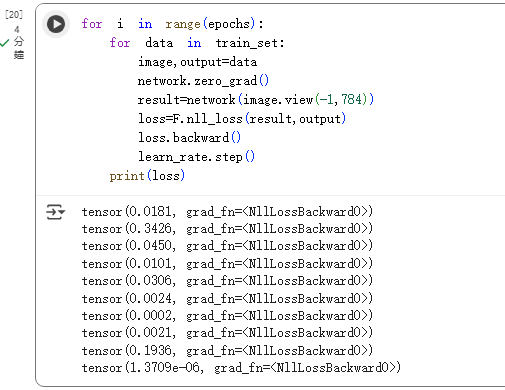 [20]
4
分
鐘
for i in range(epochs):
    for data in train_set:
        image,output=data
        network.zero_grad()
        result=network(image.view(-1,784))
        loss=F.nll_loss(result,output)
        loss.backward()
        learn_rate.step()
    print(loss)
tensor(0.0181, grad_fn=<NllLossBackward0>)
tensor(0.3426, grad_fn=<NllLossBackward0>)
tensor(0.0450, grad_fn=<NllLossBackward0>)
tensor(0.0101, grad_fn=<NllLossBackward0>)
tensor(0.0306, grad_fn=<NllLossBackward0>)
tensor(0.0024, grad_fn=<NllLossBackward0>)
tensor(0.0002, grad_fn=<NllLossBackward0>)
tensor(0.0021, grad_fn=<NllLossBackward0>)
tensor(0.1936, grad_fn=<NllLossBackward0>)
tensor(1.3709e-06, grad_fn=<NllLossBackward0>)